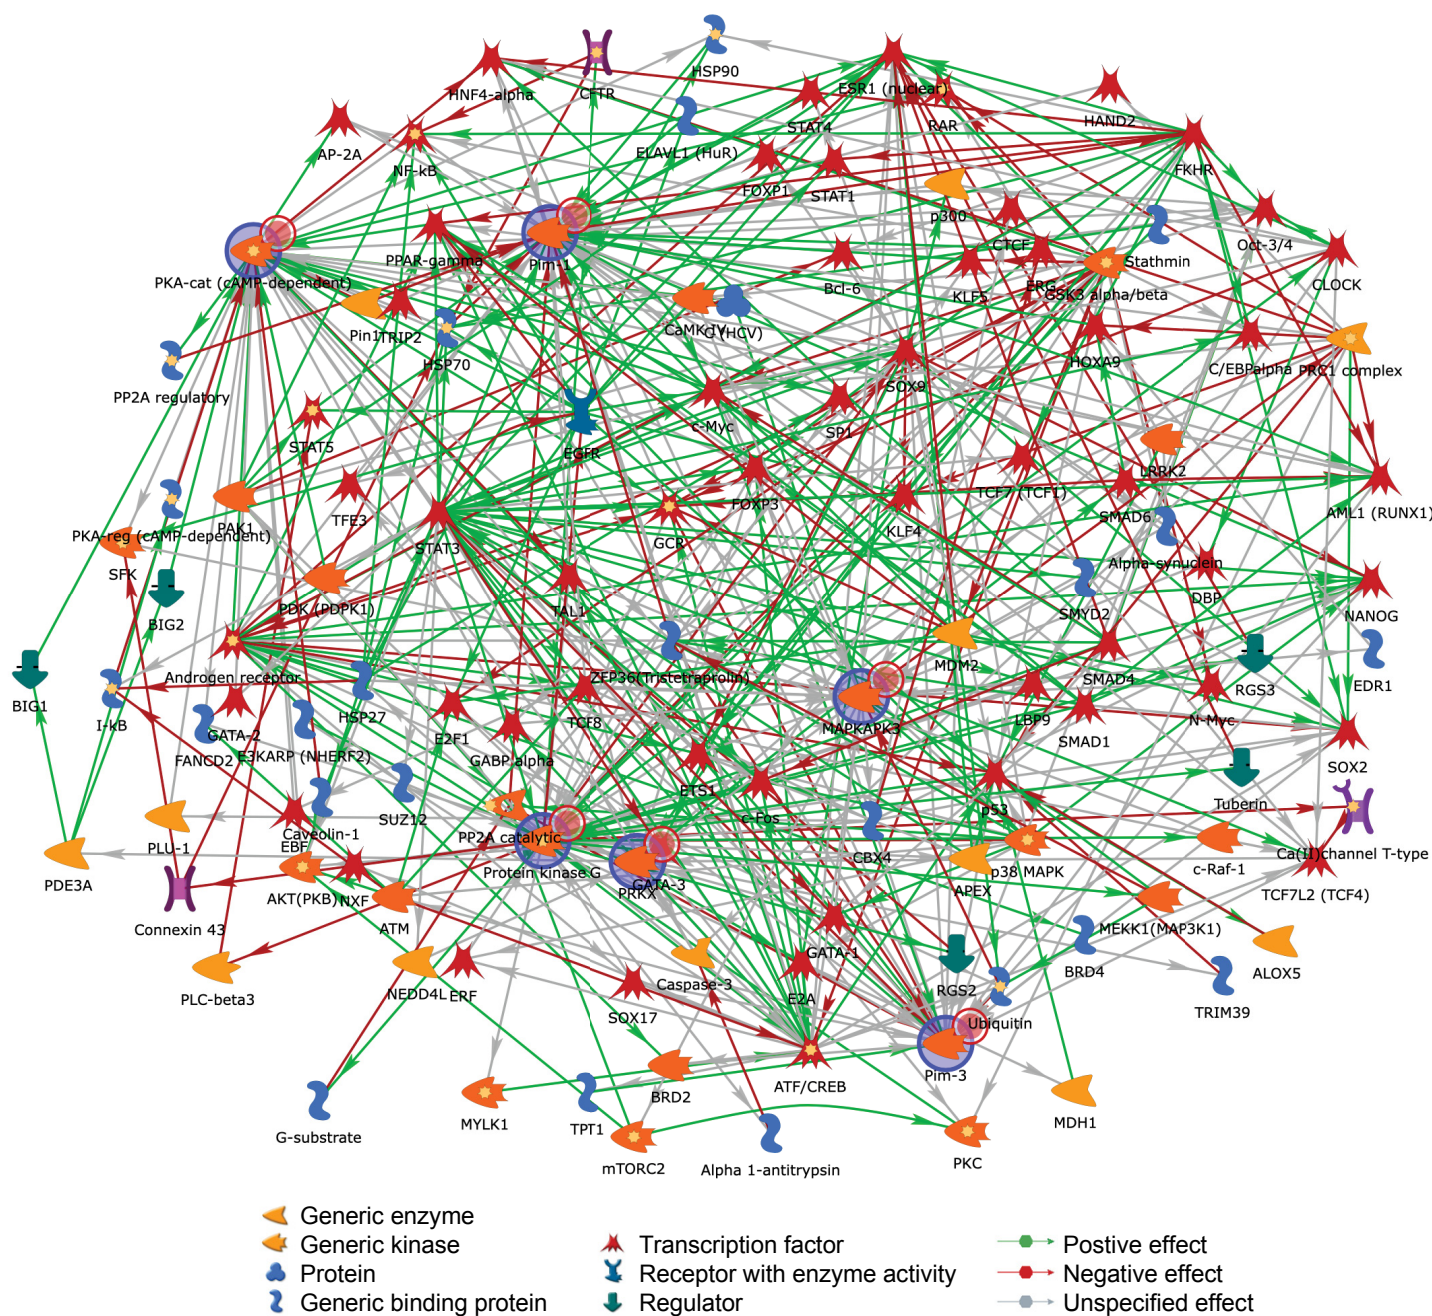 HSP90
HNF4-alpha
CFTR
ESR1 (nuclear)
STAT4
RAR
HAND2
AP-2A
NF-kB
ELAVL1 (HuR)
FOXP1
STAT1
FKHR
p300
CTCF
Oct-3/4
PPAR-gamma
Pim-1
Stathmin
PKA-cat (cAMP-dependent)
Bcl-6
KLF5
ERG
GSK3 alpha/beta
CLOCK
Pin1
TRIP2
CaMK IV
G (HCV)
HSP70
HOXA9
C/EBPalpha
PRC1 complex
PP2A regulatory
SOX9
c-Myc
SP1
STAT5
EGFR
LRRK2
TCF7 (TCF1)
FOXP3
KLF4
SMAD6
AML1 (RUNX1)
PAK1
TFE3
PKA-reg (cAMP-dependent)
STAT3
GCR
Alpha-synuclein
SFK
DBP
PDK (PDPK1)
TAL1
SMYD2
NANOG
BIG2
MDM2
Androgen receptor
ZFP36(Tristetraprolin)
SMAD4
RGS3
EDR1
BIG1
I-kB
HSP27
MAPKAPK3
LBP9
N-Myc
GATA-2
E3KARP (NHERF2)
E2F1
TCF8
SMAD1
FANCD2
GABP alpha
SOX2
ETS1
Tuberin
c-Fos
p53
SUZ12
Caveolin-1
EBF
PP2A catalytic
PLU-1
CBX4
Ca(II)channel T-type
Protein kinase G
GATA-3
PRKX
p38 MAPK
c-Raf-1
PDE3A
APEX
TCF7L2 (TCF4)
AKT(PKB)
NXF
Connexin 43
ATM
MEKK1(MAP3K1)
GATA-1
BRD4
ALOX5
PLC-beta3
NEDD4L
ERF
Caspase-3
E2A
RGS2
TRIM39
SOX17
Ubiquitin
Pim-3
ATF/CREB
BRD2
MYLK1
TPT1
MDH1
G-substrate
mTORC2
Alpha 1-antitrypsin
PKC
Generic enzyme
Generic kinase
Protein
Generic binding protein
Transcription factor
Receptor with enzyme activity
Regulator
Postive effect
Negative effect
Unspecified effect